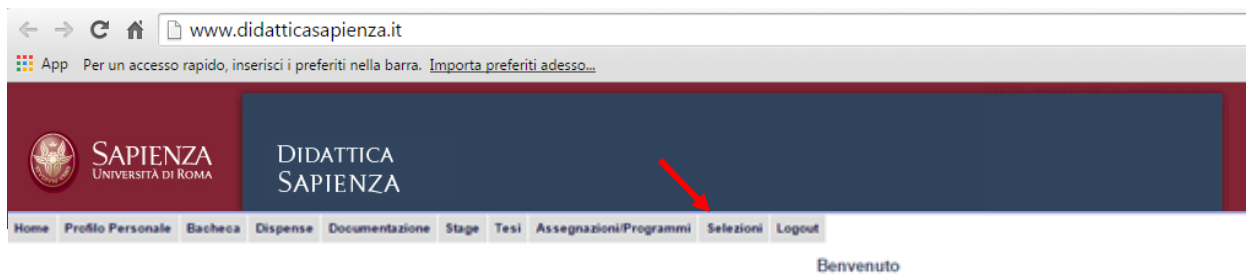 www.didatticasapienza.it
App Per un accesso rapido, inserisci i preferiti nella barra. Importa preferiti adesso...
SAPIENZA
UNIVERSITÀ DI ROMA
DIDATTICA
SAPIENZA
Home Profilo Personale Bacheca Dispense Documentazione Stage Tesi Assegnazioni/Programmi Selezioni Logout
Benvenuto